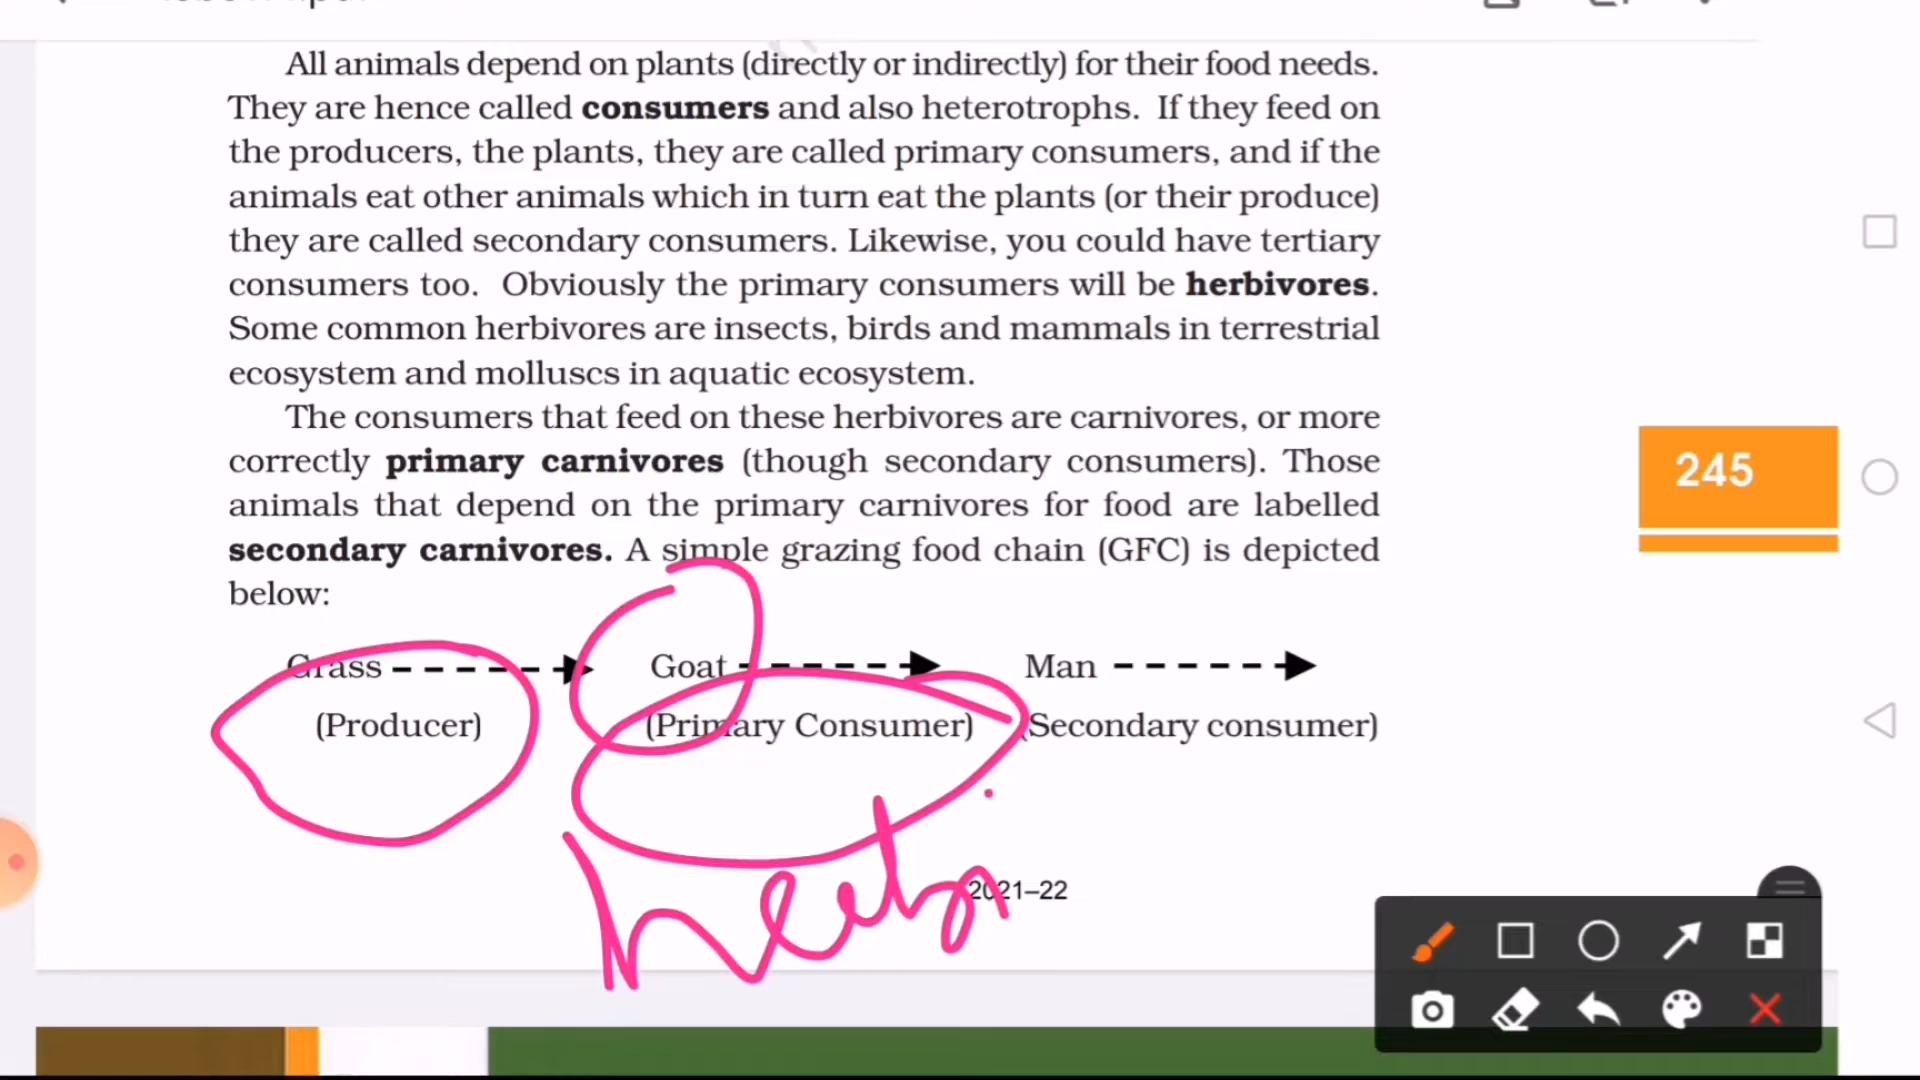 All animals depend on plants (directly or indirectly) for their food needs.
They are hence called consumers and also heterotrophs. If they feed on
the producers, the plants, they are called primary consumers, and if the
animals eat other animals which in turn eat the plants (or their produce)
they are called secondary consumers. Likewise, you could have tertiary
consumers too. Obviously the primary consumers will be herbivores.
Some common herbivores are insects, birds and mammals in terrestrial
ecosystem and molluscs in aquatic ecosystem.
The consumers that feed on these herbivores are carnivores, or more
correctly primary carnivores (though secondary consumers). Those
animals that depend on the primary carnivores for food are labelled
secondary carnivores. A simple grazing food chain (GFC) is depicted
below:
245
Grass Goat Man
(Producer) (Primary Consumer) (Secondary consumer)
2021–22